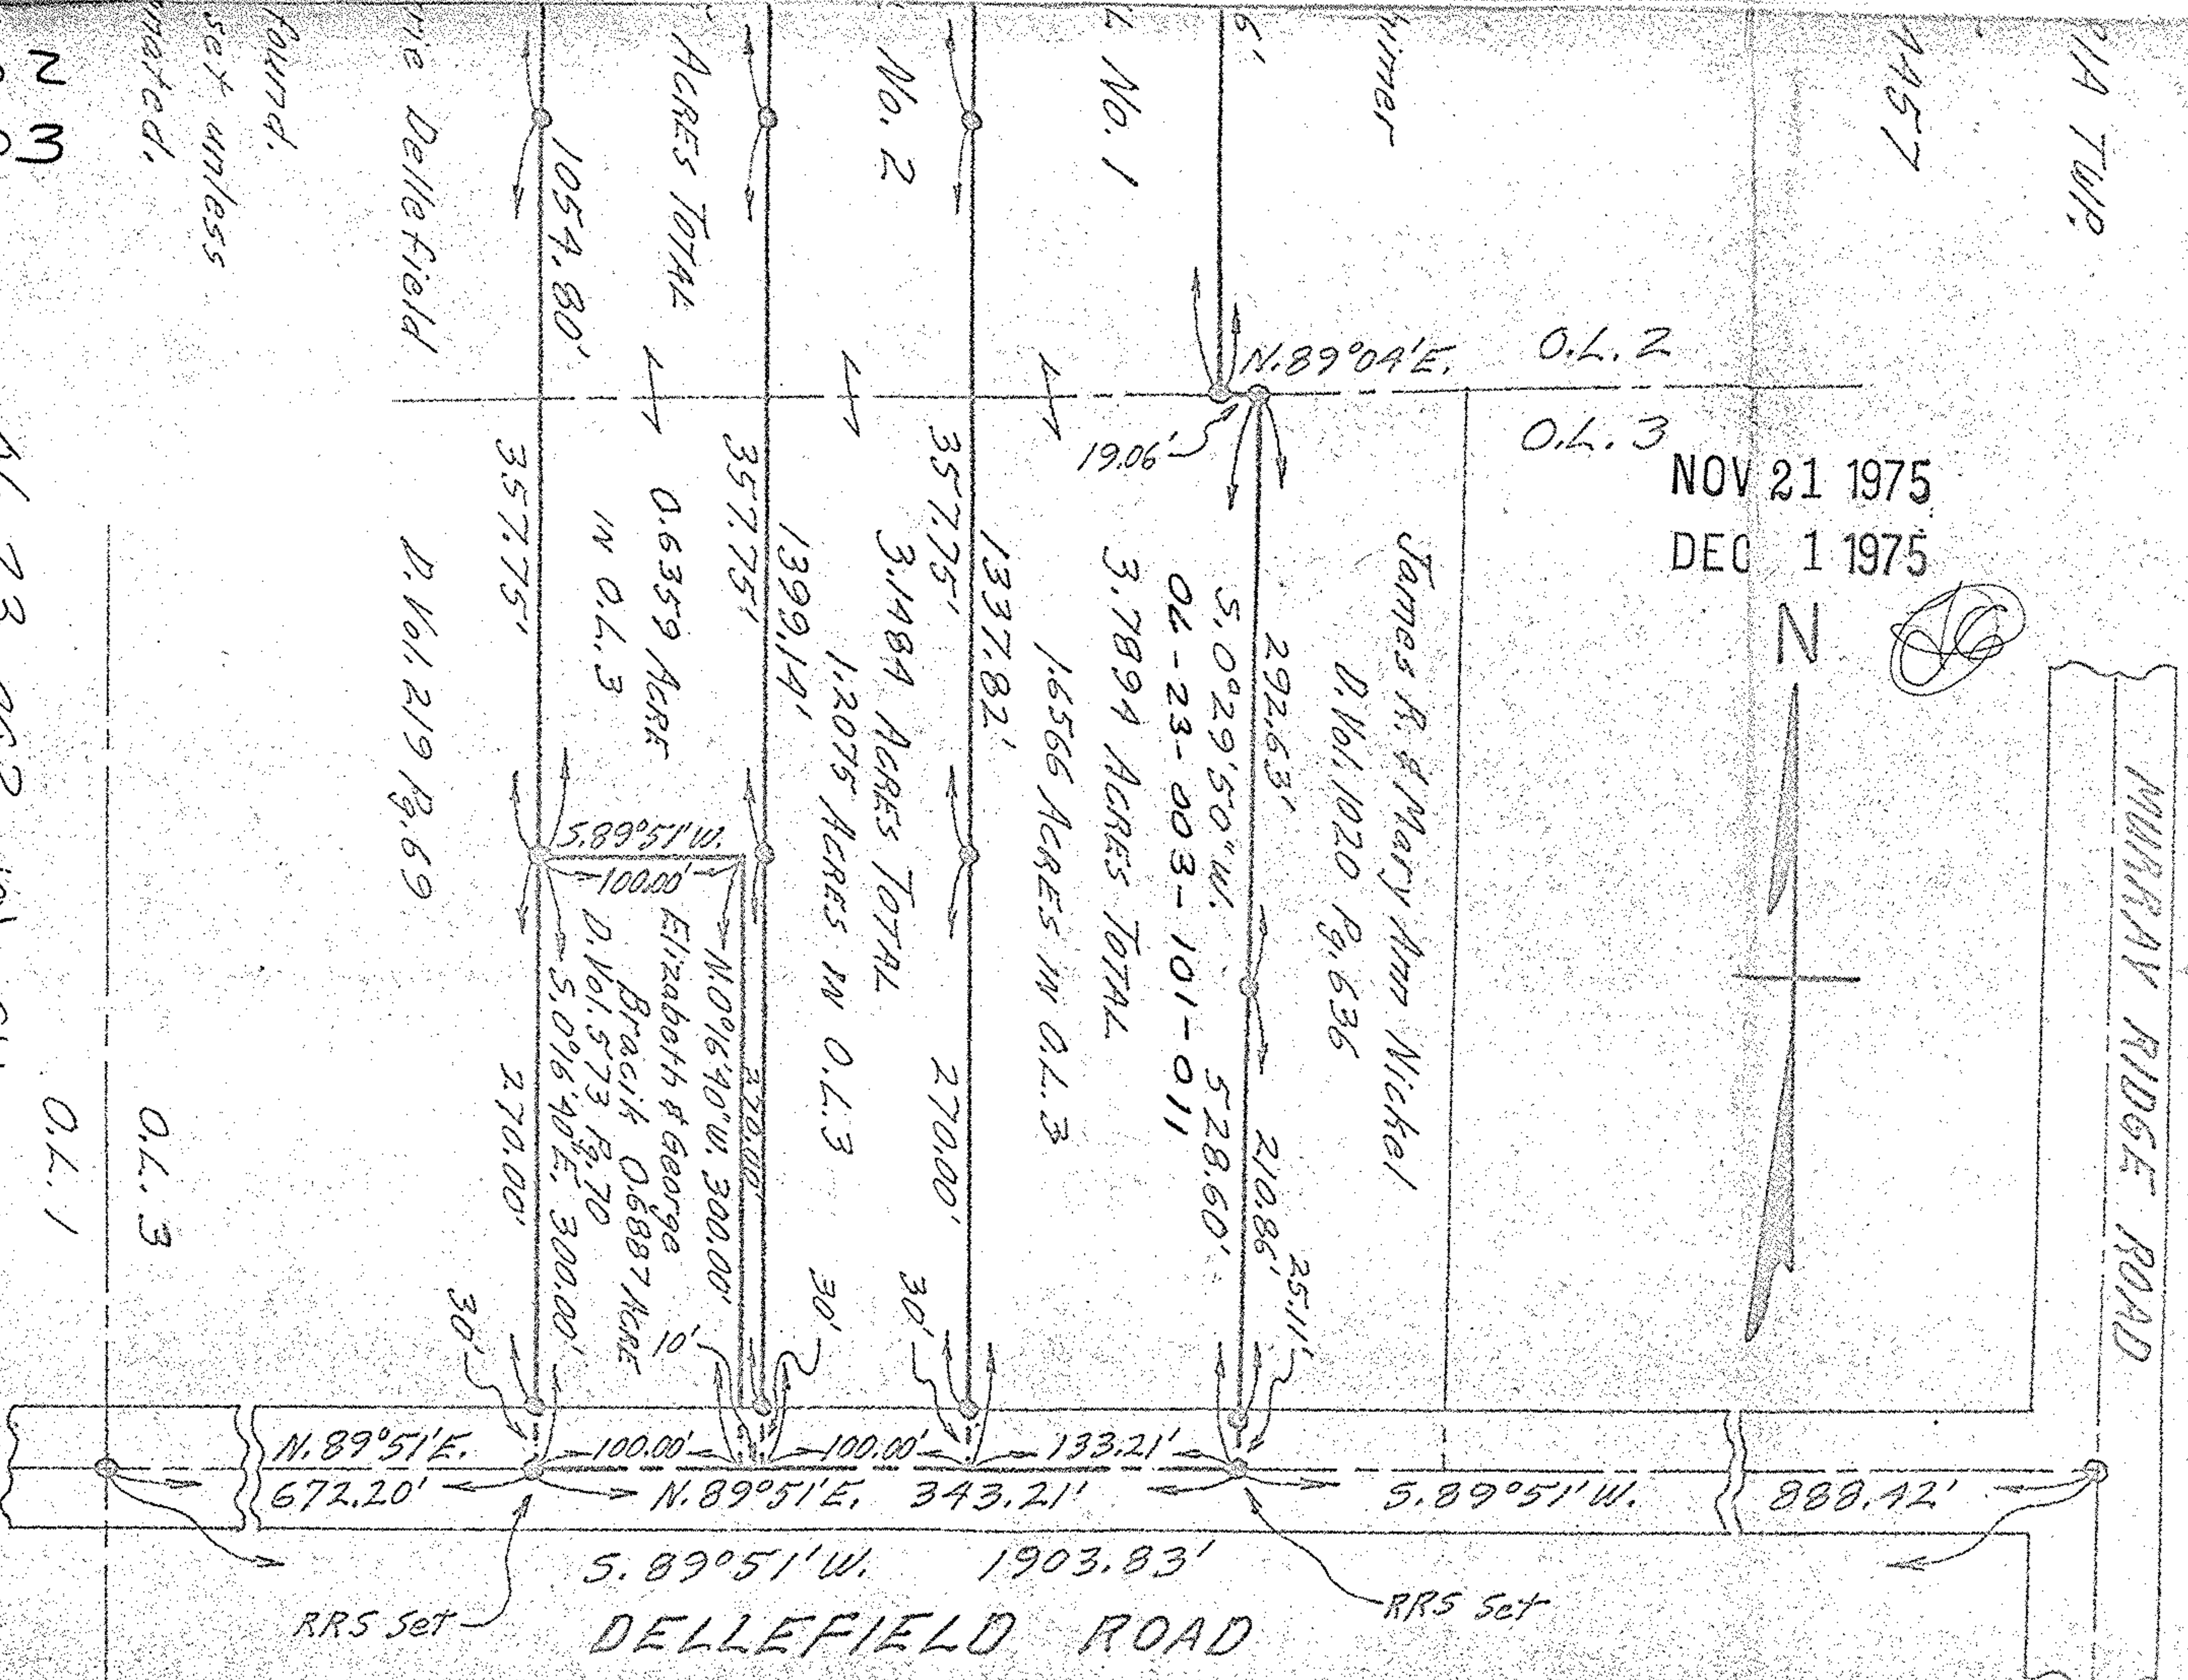 TWP.
1457
No. 1
No. 2
ACRES TOTAL
Dellefield
found.
set unless
1054.80'
N. 89°04' E.
O.L. 2
O.L. 3
19.06'
NOV 21 1975
DEC 1 1975
N
MURRAY RIDGE ROAD
James R. & Mary Ann Nickel
D. Vol. 1020 Pg. 636
292.63'
S. 0°29'50" W.
528.60'
210.86'
25.11'
04-23-003-101-011
3.7894 ACRES TOTAL
1.6566 ACRES IN O.L. 3
1337.82'
357.75'
270.00'
30'
3.1484 ACRES TOTAL
1.2075 ACRES IN O.L. 3
1399.14'
357.75'
270.00'
30'
0.6359 ACRE
IN O.L. 3
357.75'
270.00'
30'
S. 89°51' W.
100.00'
N. 0°16'40" W. 300.00'
Elizabeth & George
Bracik 0.6887 ACRE
D. Vol. 573 Pg. 70
S. 0°16'40" E. 300.00'
10'
D. Vol. 219 Pg. 69
O.L. 3
O.L. 1
N. 89°51' E.
672.20'
100.00'
100.00'
133.21'
N. 89°51' E. 343.21'
S. 89°51' W.
888.42'
S. 89°51' W. 1903.83'
RRS Set
RRS Set
DELLEFIELD ROAD